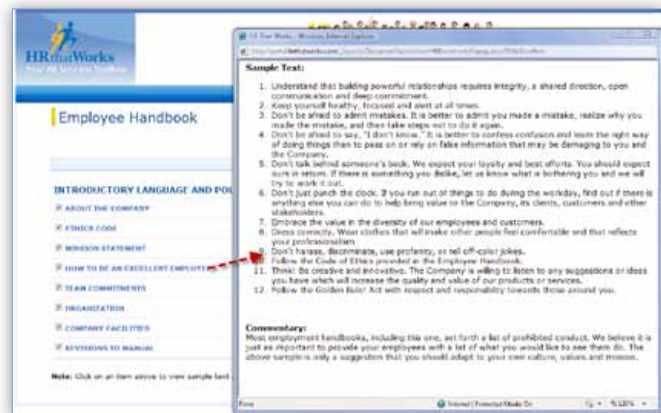 HRthatWorks
Employee Handbook
INTRODUCTORY LANGUAGE AND POL
ABOUT THE COMPANY
ETHICS CODE
MISSION STATEMENT
HOW TO BE AN EXCELLENT EMPLOYEE
TEAM COMMITMENTS
ORGANIZATION
COMPANY FACILITIES
REVISIONS TO MANUAL
Note: Click on an item above to view sample text
HR That Works - Windows Internet Explorer
Sample Text:
1. Understand that building powerful relationships requires integrity, a shared direction, open
communication and deep commitment.
2. Keep yourself healthy, focused and alert at all times.
3. Don't be afraid to admit mistakes. It is better to admit you made a mistake, realize why you
made the mistake, and then take steps not to do it again.
4. Don't be afraid to say, "I don't know." It is better to confess confusion and learn the right way
of doing things than to pass on or rely on false information that may be damaging to you and
the Company.
5. Don't talk behind someone's back. We expect your loyalty and best efforts. You should expect
ours in return. If there is something you dislike, let us know what is bothering you and we will
try to work it out.
6. Don't just punch the clock. If you run out of things to do during the workday, find out if there is
anything else you can do to help bring value to the Company, its clients, customers and other
stakeholders.
7. Embrace the value in the diversity of our employees and customers.
8. Dress correctly. Wear clothes that will make other people feel comfortable and that reflects
your professionalism
9. Don't harass, discriminate, use profanity, or tell off-color jokes.
10. Follow the Code of Ethics provided in the Employee Handbook.
11. Think! Be creative and innovative. The Company is willing to listen to any suggestions or ideas
you have which will increase the quality and value of our products or services.
12. Follow the Golden Rule! Act with respect and responsibility towards those around you.
Commentary:
Most employment handbooks, including this one, set forth a list of prohibited conduct. We believe it is
just as important to provide your employees with a list of what you would like to see them do. The
above sample is only a suggestion that you should adapt to your own culture, values and mission.
Done
Internet | Protected Mode: On